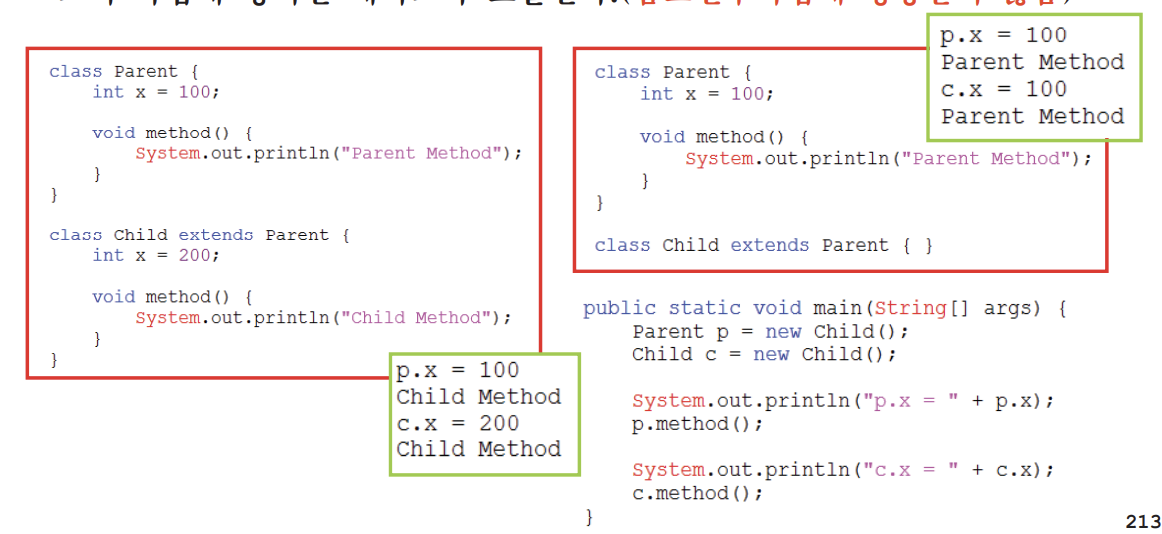 class Parent {
int x = 100;
void method() {
System.out.println("Parent Method");
}
}
class Child extends Parent {
int x = 200;
void method() {
System.out.println("Child Method");
}
}
p.x = 100
Child Method
c.x = 200
Child Method
p.x = 100
Parent Method
c.x = 100
Parent Method
class Parent {
int x = 100;
void method() {
System.out.println("Parent Method");
}
}
class Child extends Parent { }
public static void main(String[] args) {
Parent p = new Child();
Child c = new Child();
System.out.println("p.x = " + p.x);
p.method();
System.out.println("c.x = " + c.x);
c.method();
}
213